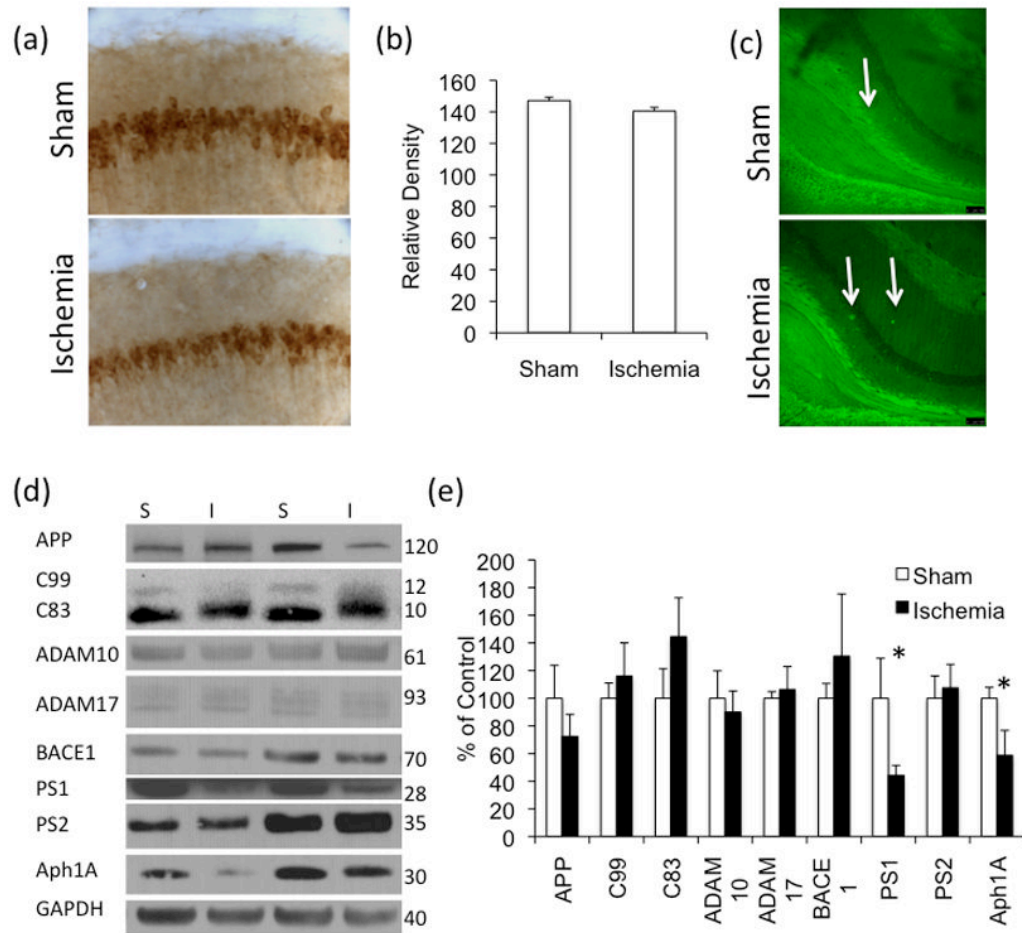 (a)
Sham
Ischemia
(b)
Relative Density
160
140
120
100
80
60
40
20
0
Sham Ischemia
(c)
Sham
Ischemia
(d)
S I S I
APP 120
C99 12
C83 10
ADAM10 61
ADAM17 93
BACE1 70
PS1 28
PS2 35
Aph1A 30
GAPDH 40
(e)
% of Control
200
180
160
140
120
100
80
60
40
20
0
Sham
Ischemia
*
*
APP
C99
C83
ADAM
10
ADAM
17
BACE
1
PS1
PS2
Aph1A